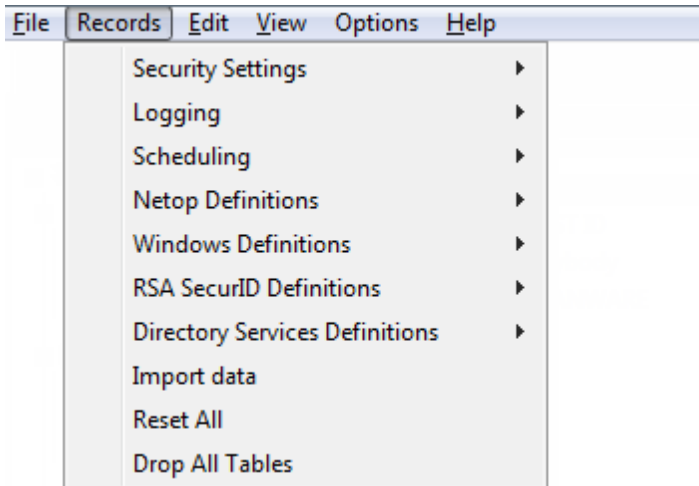 File Records Edit View Options Help
Security Settings
Logging
Scheduling
Netop Definitions
Windows Definitions
RSA SecurID Definitions
Directory Services Definitions
Import data
Reset All
Drop All Tables